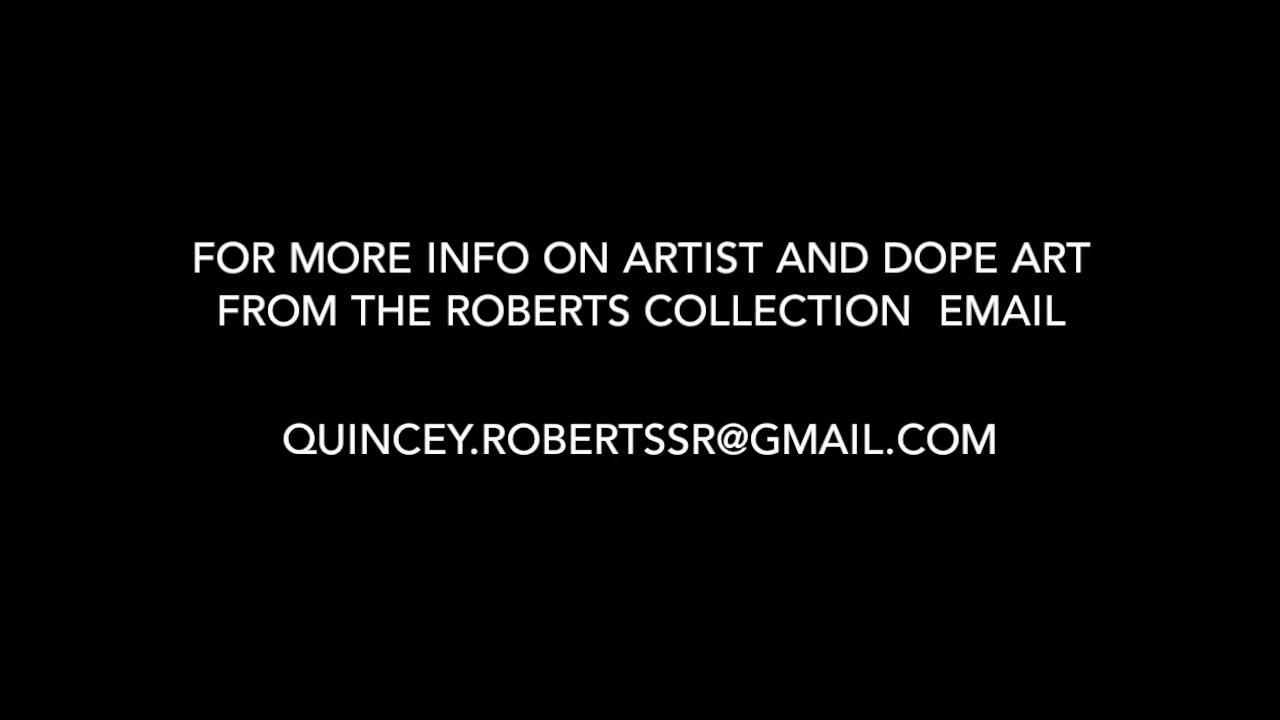 FOR MORE INFO ON ARTIST AND DOPE ART
FROM THE ROBERTS COLLECTION  EMAIL
QUINCEY.ROBERTSSR@GMAIL.COM